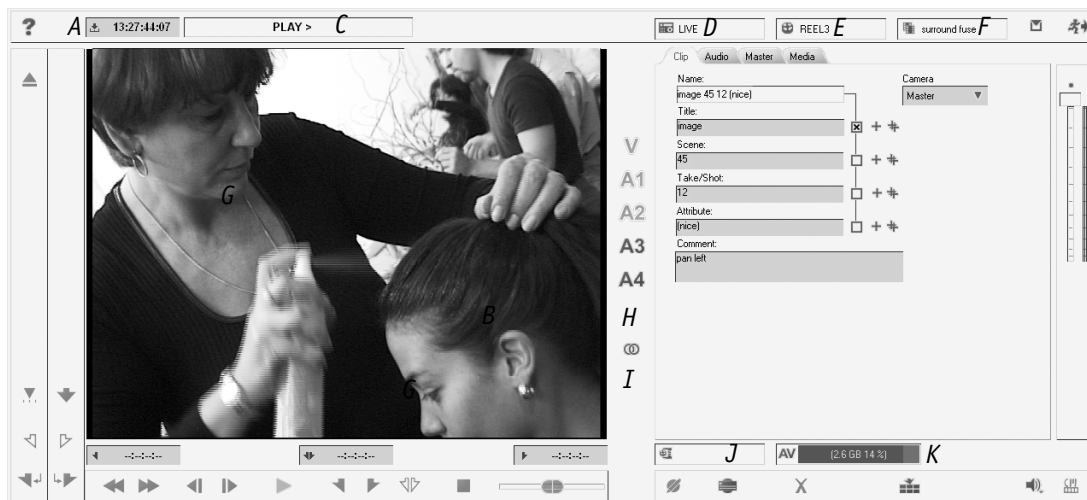 ? A 13:27:44:07 PLAY > C LIVE D REEL3 E surround fuse F
Clip Audio Master Media
Name: Camera
image 45 12 (nice) Master
Title:
image
Scene:
45
Take/Shot:
12
Attribute:
(nice)
Comment:
pan left
V
A1
A2
A3
A4
H
I
G
B
G
--:--:--:-- --:--:--:-- --:--:--:--
J AV (2.6 GB 14 %) K